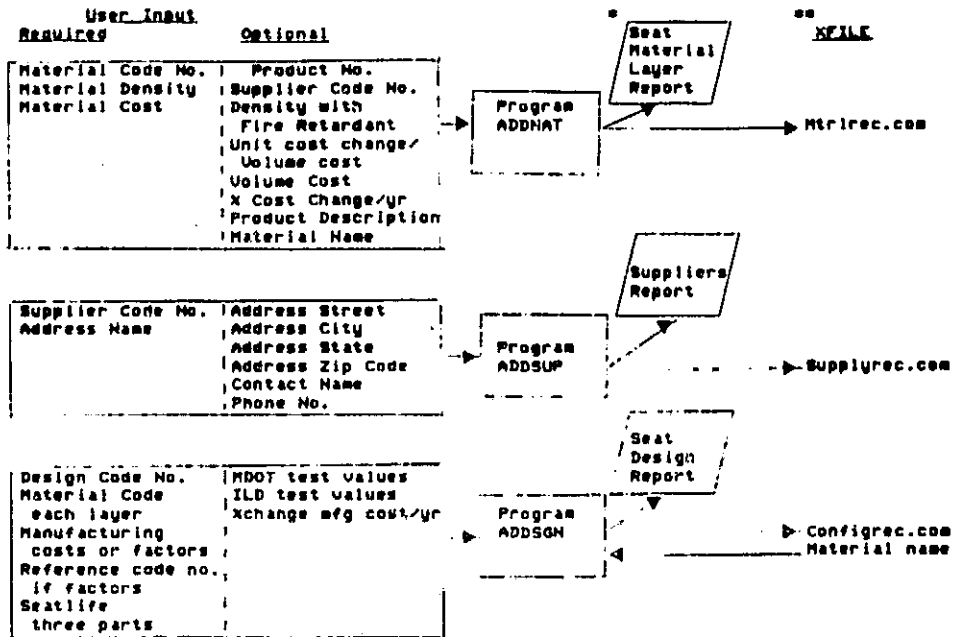 User Input
Required Optional
* **
XFILE
Seat
Material
Layer
Report
Material Code No. Product No.
Material Density Supplier Code No.
Material Cost Density with
Fire Retardant
Unit cost change/
Volume cost
Volume Cost
% Cost Change/yr
Product Description
Material Name
Program
ADDNAT
Mtrlrec.com
Suppliers
Report
Supplier Code No. Address Street
Address Name Address City
Address State
Address Zip Code
Contact Name
Phone No.
Program
ADDSUP
Supplyrec.com
Seat
Design
Report
Design Code No. MDOT test values
Material Code ILD test values
each layer %change mfg cost/yr
Manufacturing
costs or factors
Reference code no.
if factors
Seatlife
three parts
Program
ADDSGN
Configrec.com
Material name